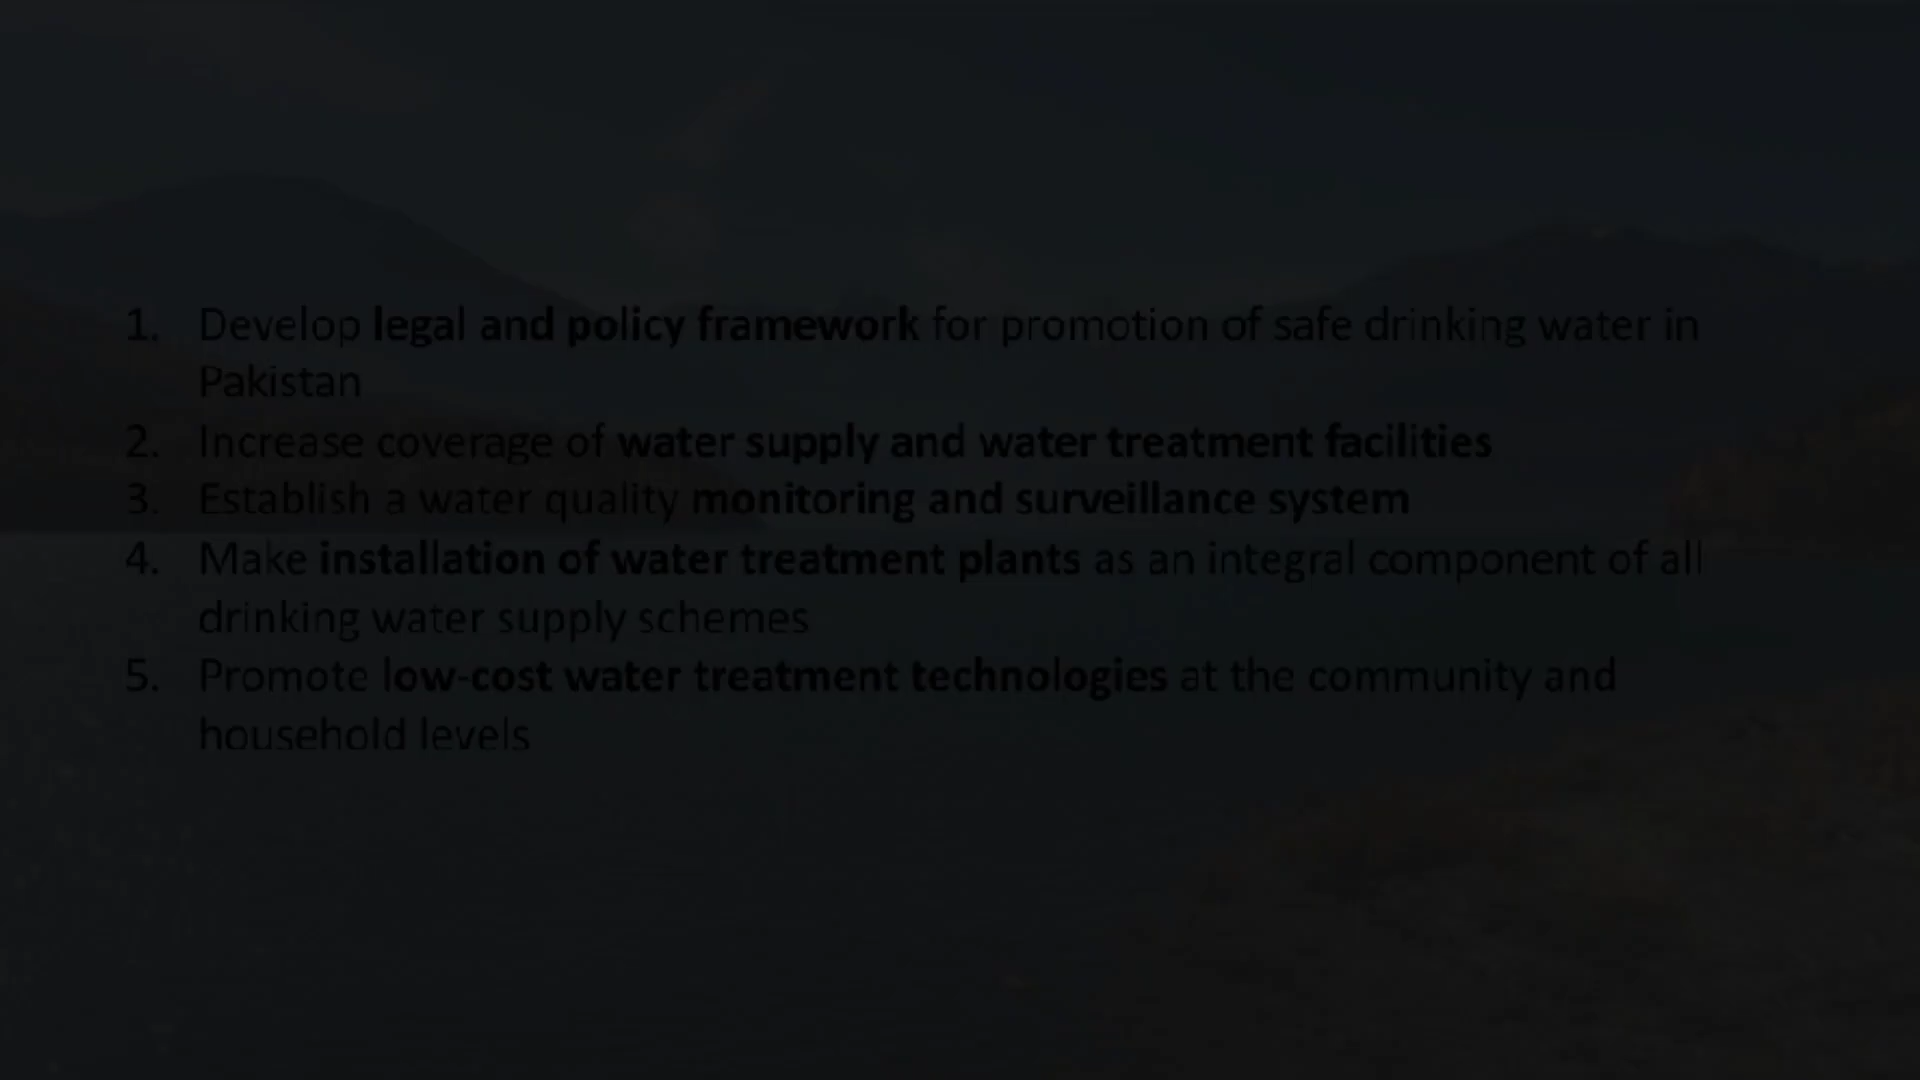 1. Develop legal and policy framework for promotion of safe drinking water in
Pakistan
2. Increase coverage of water supply and water treatment facilities
3. Establish a water quality monitoring and surveillance system
4. Make installation of water treatment plants as an integral component of all
drinking water supply schemes
5. Promote low-cost water treatment technologies at the community and
household levels